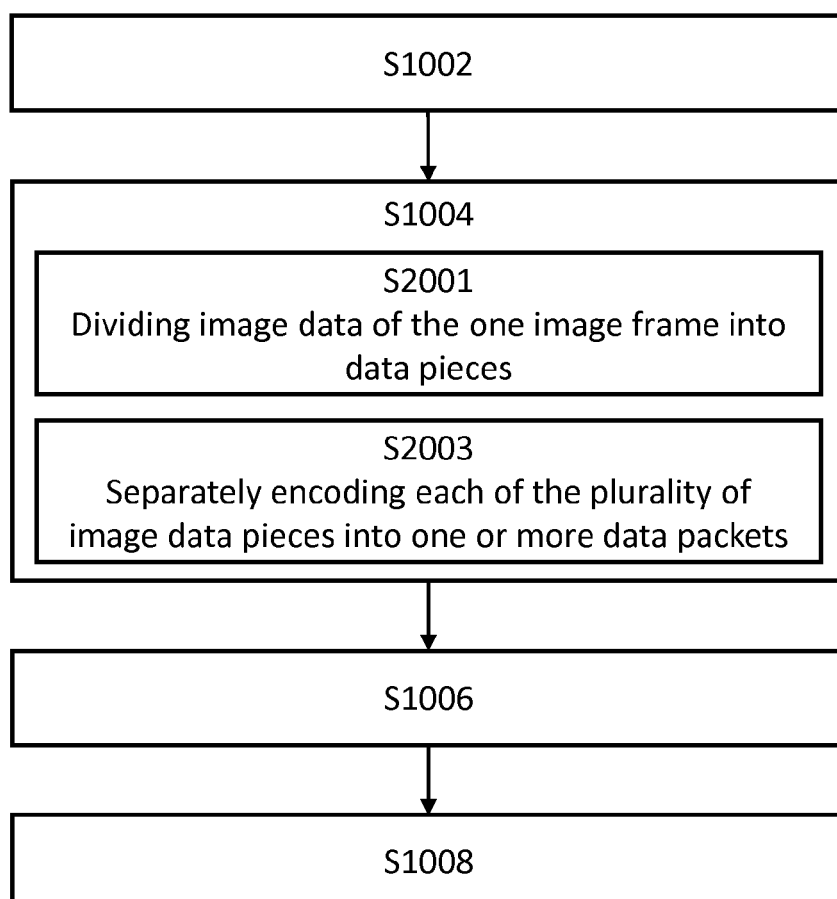 S1002
S1004
S2001
Dividing image data of the one image frame into
data pieces
S2003
Separately encoding each of the plurality of
image data pieces into one or more data packets
S1006
S1008